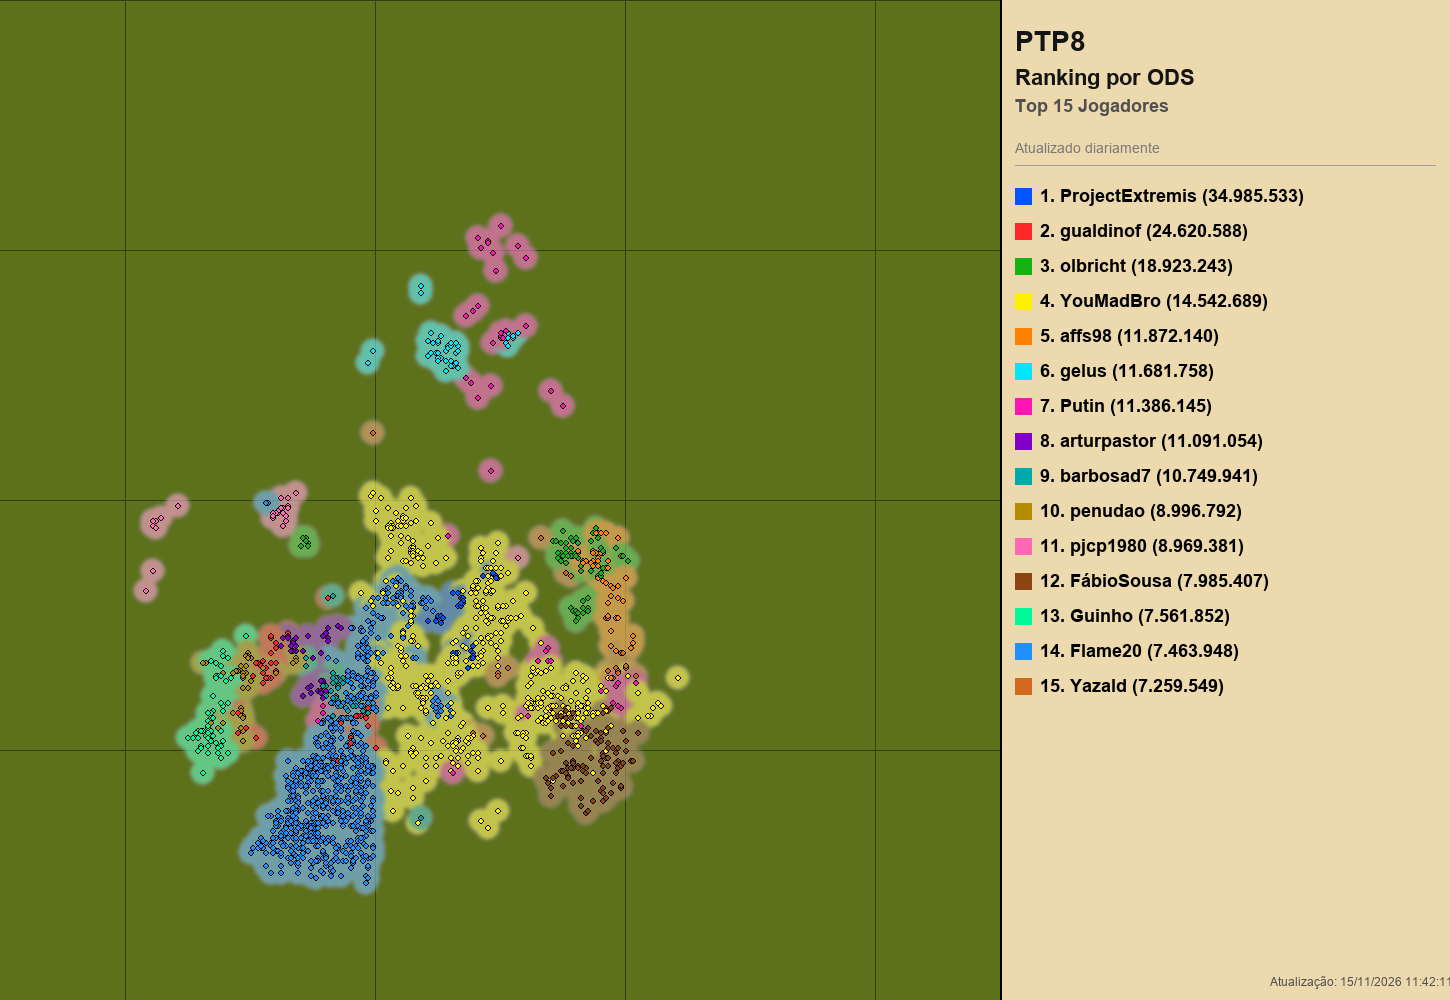 PTP8
Ranking por ODS
Top 15 Jogadores
Atualizado diariamente
1. ProjectExtremis (34.985.533)
2. gualdinof (24.620.588)
3. olbricht (18.923.243)
4. YouMadBro (14.542.689)
5. affs98 (11.872.140)
6. gelus (11.681.758)
7. Putin (11.386.145)
8. arturpastor (11.091.054)
9. barbosad7 (10.749.941)
10. penudao (8.996.792)
11. pjcp1980 (8.969.381)
12. FábioSousa (7.985.407)
13. Guinho (7.561.852)
14. Flame20 (7.463.948)
15. Yazald (7.259.549)
Atualização: 15/11/2026 11:42:11